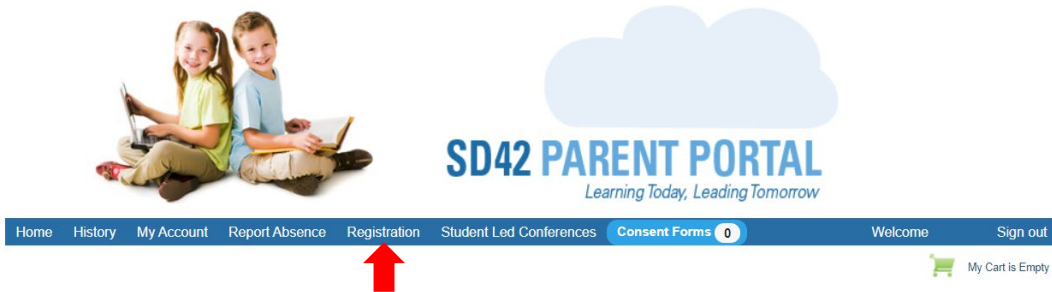 SD42 PARENT PORTAL
Learning Today, Leading Tomorrow
Home History My Account Report Absence Registration Student Led Conferences Consent Forms 0 Welcome Sign out
My Cart is Empty